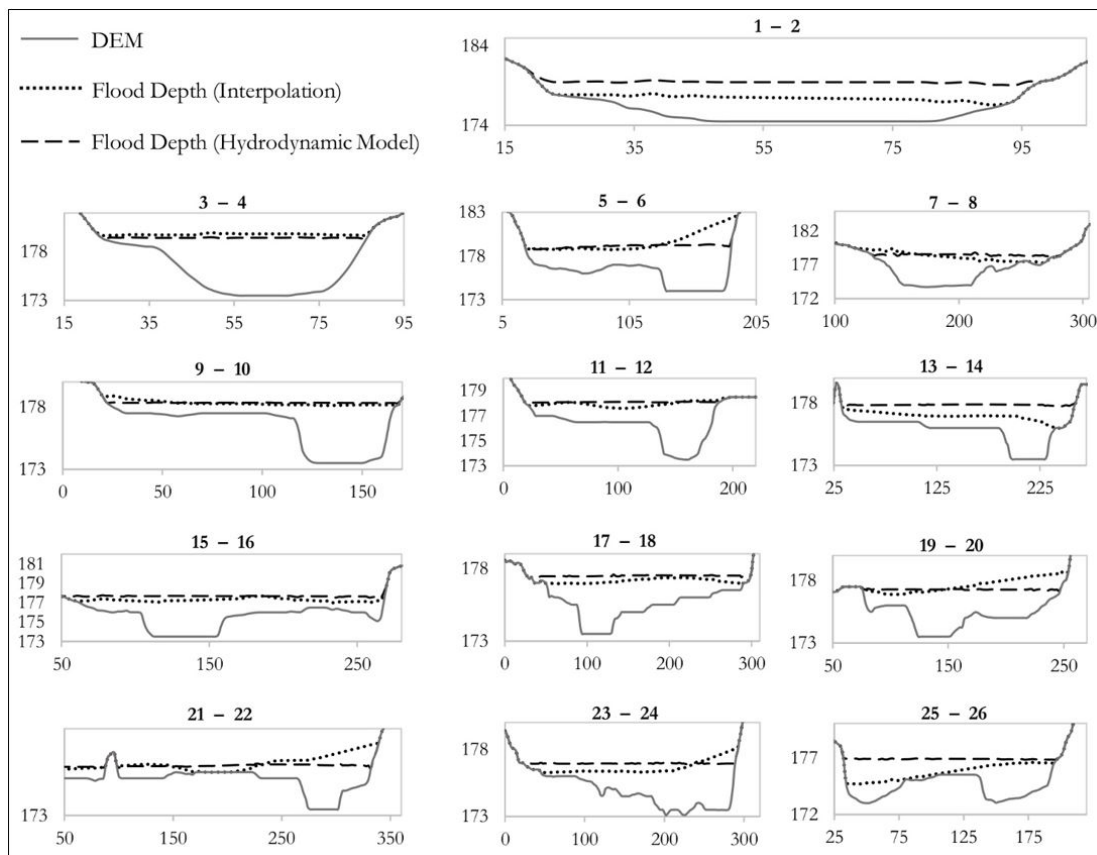 DEM
Flood Depth (Interpolation)
Flood Depth (Hydrodynamic Model)
1 – 2
184
174
15 35 55 75 95
3 – 4
178
173
15 35 55 75 95
5 – 6
183
181
179
177
175
173
5 105 205
7 – 8
182
177
172
100 200 300
9 – 10
178
173
0 50 100 150
11 – 12
179
177
175
173
0 100 200
13 – 14
178
173
25 125 225
15 – 16
181
179
177
175
173
50 150 250
17 – 18
178
173
0 100 200 300
19 – 20
178
173
50 150 250
21 – 22
173
50 150 250 350
23 – 24
178
173
0 100 200 300
25 – 26
177
172
25 75 125 175